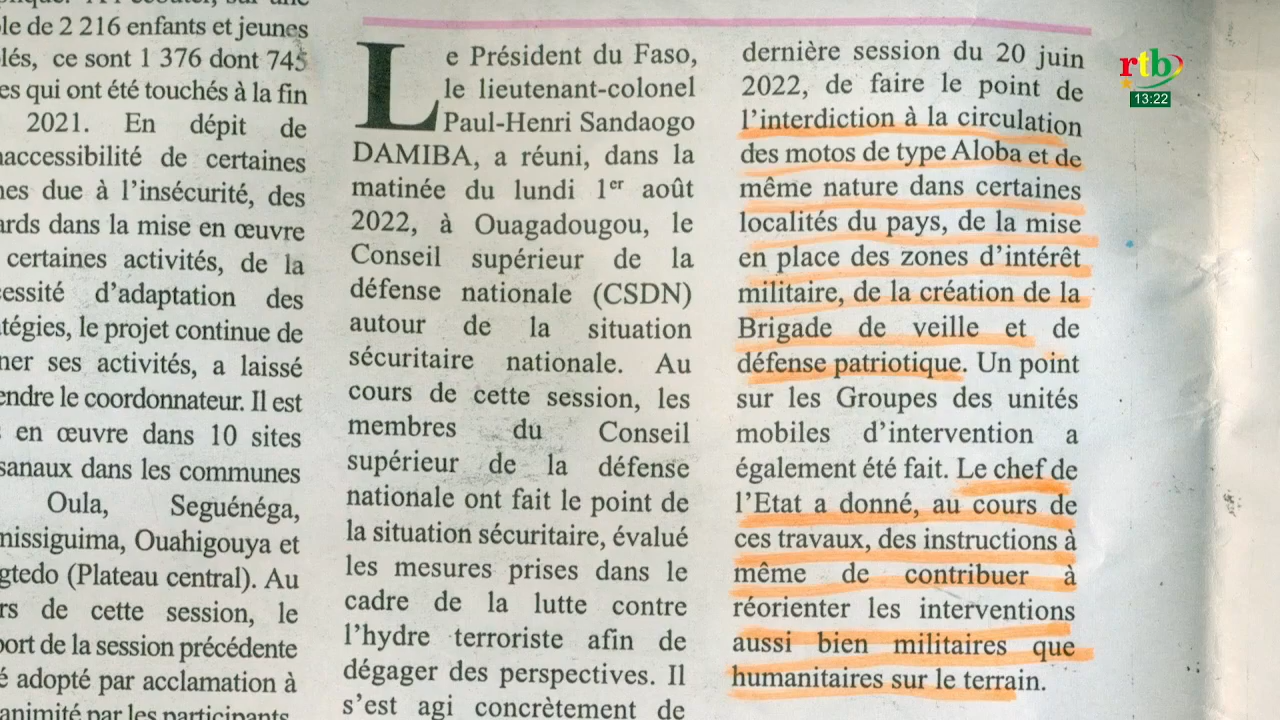 le de 2 216 enfants et jeunes
lés, ce sont 1 376 dont 745
es qui ont été touchés à la fin
2021. En dépit de
naccessibilité de certaines
nes due à l'insécurité, des
ards dans la mise en œuvre
certaines activités, de la
cessité d'adaptation des
atégies, le projet continue de
ner ses activités, a laissé
endre le coordonnateur. Il est
en œuvre dans 10 sites
sanaux dans les communes
Oula, Seguénéga,
missiguima, Ouahigouya et
gtedo (Plateau central). Au
rs de cette session, le
port de la session précédente
é adopté par acclamation à
animité par les participants.
Le Président du Faso,
le lieutenant-colonel
Paul-Henri Sandaogo
DAMIBA, a réuni, dans la
matinée du lundi 1er août
2022, à Ouagadougou, le
Conseil supérieur de la
défense nationale (CSDN)
autour de la situation
sécuritaire nationale. Au
cours de cette session, les
membres du Conseil
supérieur de la défense
nationale ont fait le point de
la situation sécuritaire, évalué
les mesures prises dans le
cadre de la lutte contre
l'hydre terroriste afin de
dégager des perspectives. Il
s'est agi concrètement de
dernière session du 20 juin
2022, de faire le point de
l'interdiction à la circulation
des motos de type Aloba et de
même nature dans certaines
localités du pays, de la mise
en place des zones d'intérêt
militaire, de la création de la
Brigade de veille et de
défense patriotique. Un point
sur les Groupes des unités
mobiles d'intervention a
également été fait. Le chef de
l'Etat a donné, au cours de
ces travaux, des instructions à
même de contribuer à
réorienter les interventions
aussi bien militaires que
humanitaires sur le terrain.
rtb
13:22